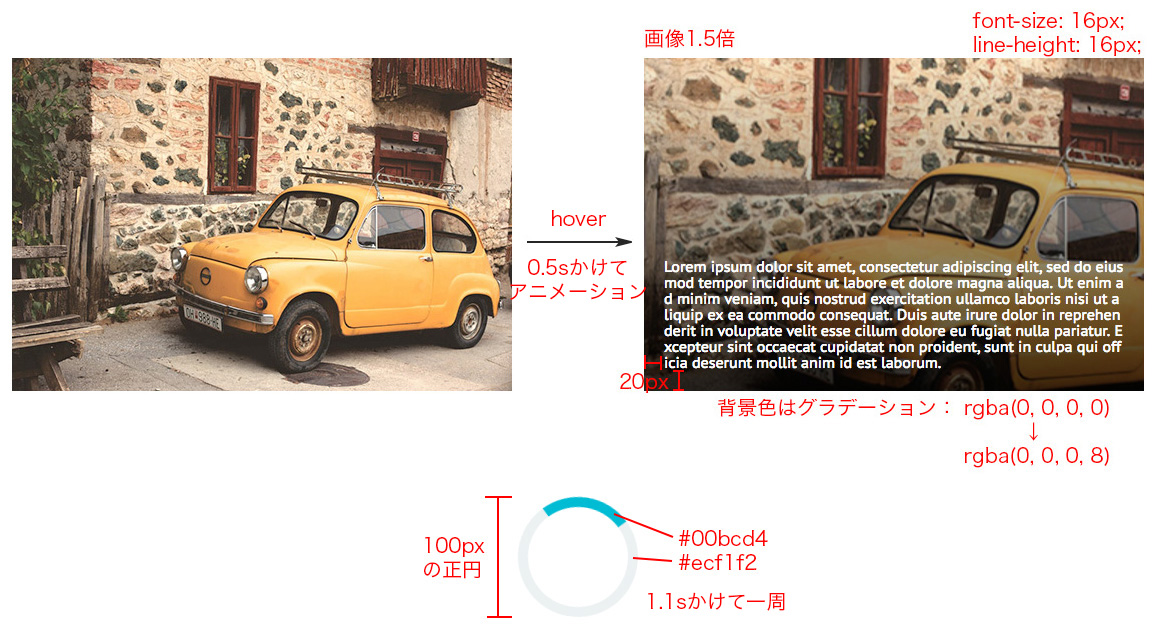 font-size: 16px;
画像1.5倍
line-height: 16px;
hover
0.5sかけて
アニメーション
Lorem ipsum dolor sit amet, consectetur adipiscing elit, sed do eius
mod tempor incididunt ut labore et dolore magna aliqua. Ut enim a
d minim veniam, quis nostrud exercitation ullamco laboris nisi ut a
liquip ex ea commodo consequat. Duis aute irure dolor in reprehen
derit in voluptate velit esse cillum dolore eu fugiat nulla pariatur. E
xcepteur sint occaecat cupidatat non proident, sunt in culpa qui off
icia deserunt mollit anim id est laborum.
20px
背景色はグラデーション： rgba(0, 0, 0, 0)
↓
rgba(0, 0, 0, 8)
100px
の正円
#00bcd4
#ecf1f2
1.1sかけて一周